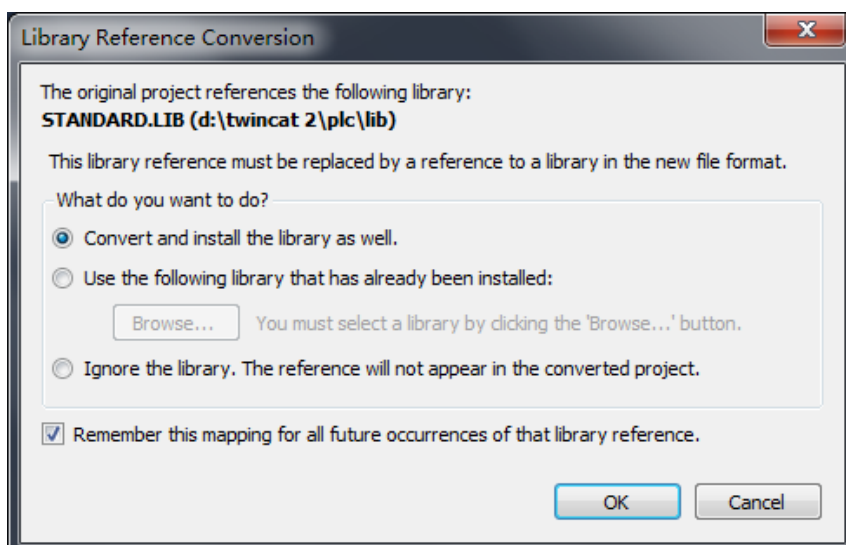 Library Reference Conversion
The original project references the following library:
STANDARD.LIB (d:\twincat 2\plc\lib)
This library reference must be replaced by a reference to a library in the new file format.
What do you want to do?
Convert and install the library as well.
Use the following library that has already been installed:
Browse... You must select a library by clicking the 'Browse...' button.
Ignore the library. The reference will not appear in the converted project.
Remember this mapping for all future occurrences of that library reference.
OK Cancel